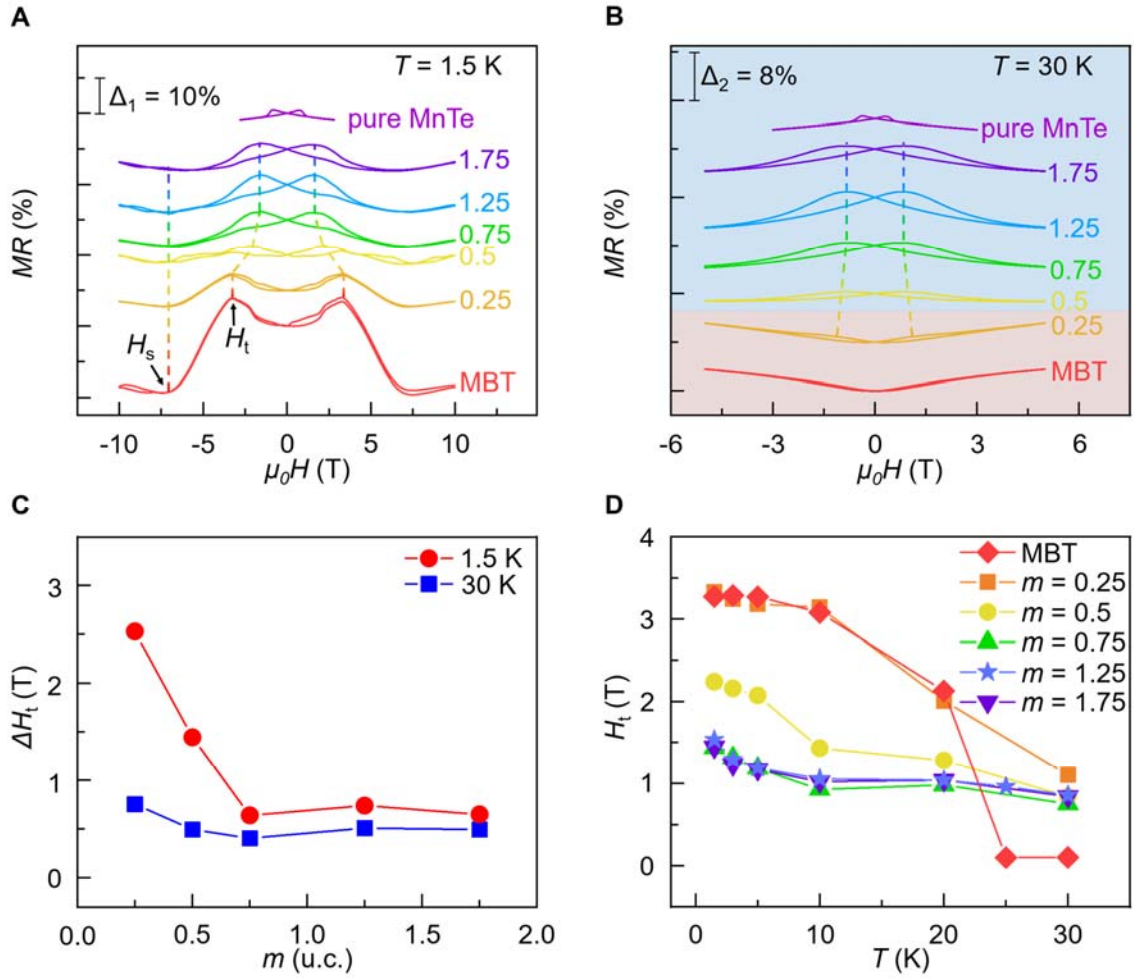 A
T = 1.5 K
Δ₁ = 10%
pure MnTe
1.75
1.25
0.75
0.5
0.25
MBT
Hₛ
Hₜ
MR (%)
-10 -5 0 5 10
μ₀H (T)
B
T = 30 K
Δ₂ = 8%
pure MnTe
1.75
1.25
0.75
0.5
0.25
MBT
MR (%)
-6 -3 0 3 6
μ₀H (T)
C
1.5 K
30 K
3
2
1
0
ΔHₜ (T)
0.0 0.5 1.0 1.5 2.0
m (u.c.)
D
MBT
m = 0.25
m = 0.5
m = 0.75
m = 1.25
m = 1.75
4
3
2
1
0
Hₜ (T)
0 10 20 30
T (K)